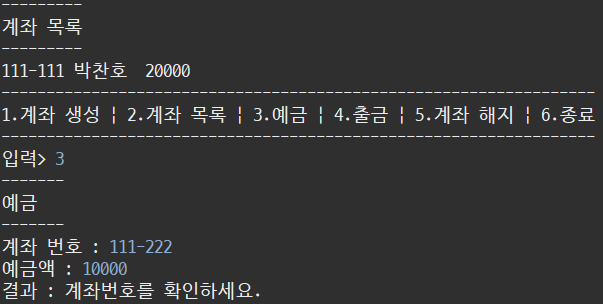 ---------
계좌 목록
---------
111-111 박찬호  20000
------------------------------------------------------------------
1.계좌 생성 ¦ 2.계좌 목록 ¦ 3.예금 ¦ 4.출금 ¦ 5.계좌 해지 ¦ 6.종료
------------------------------------------------------------------
입력> 3
-------
예금
-------
계좌 번호 : 111-222
예금액 : 10000
결과 : 계좌번호를 확인하세요.